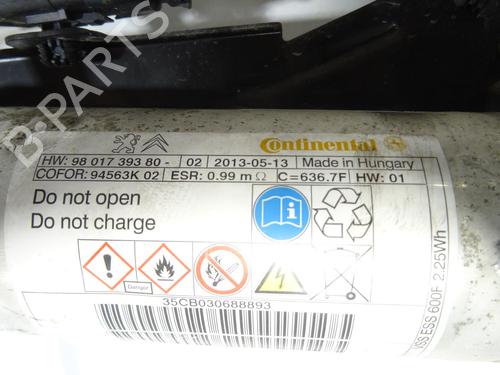 B-PARTS
Continental
HW: 98 017 393 80 - 02 2013-05-13 Made in Hungary
COFOR: 94563K 02 ESR: 0.99 m Ω C=636.7F HW: 01
Do not open
Do not charge
Danger
35CB030688893
ESS 600F 2.25Wh